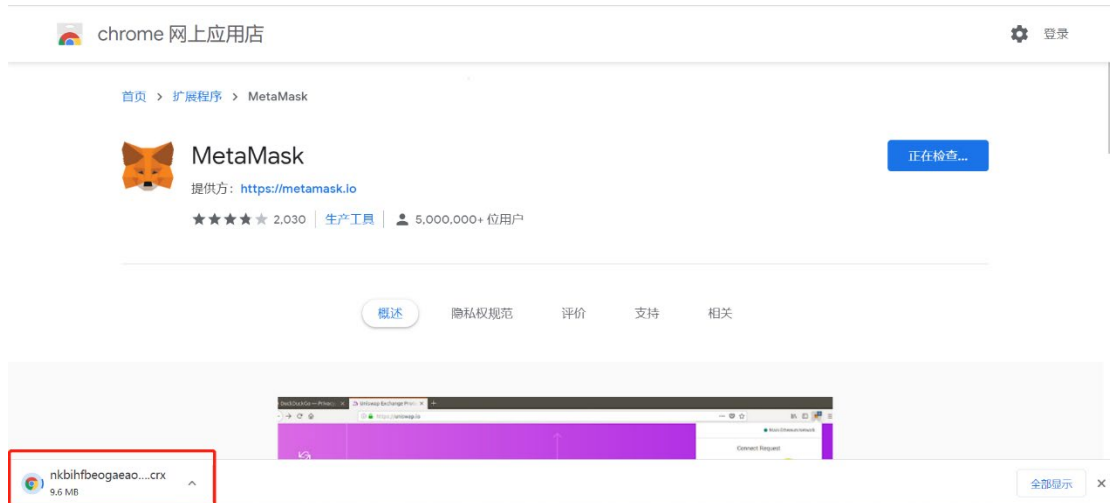 chrome 网上应用店
登录
首页 > 扩展程序 > MetaMask
MetaMask
正在检查...
提供方： https://metamask.io
2,030 | 生产工具 | 5,000,000+ 位用户
概述 隐私权规范 评价 支持 相关
Connect Request
nkbihfbeogaeao....crx
9.6 MB
全部显示